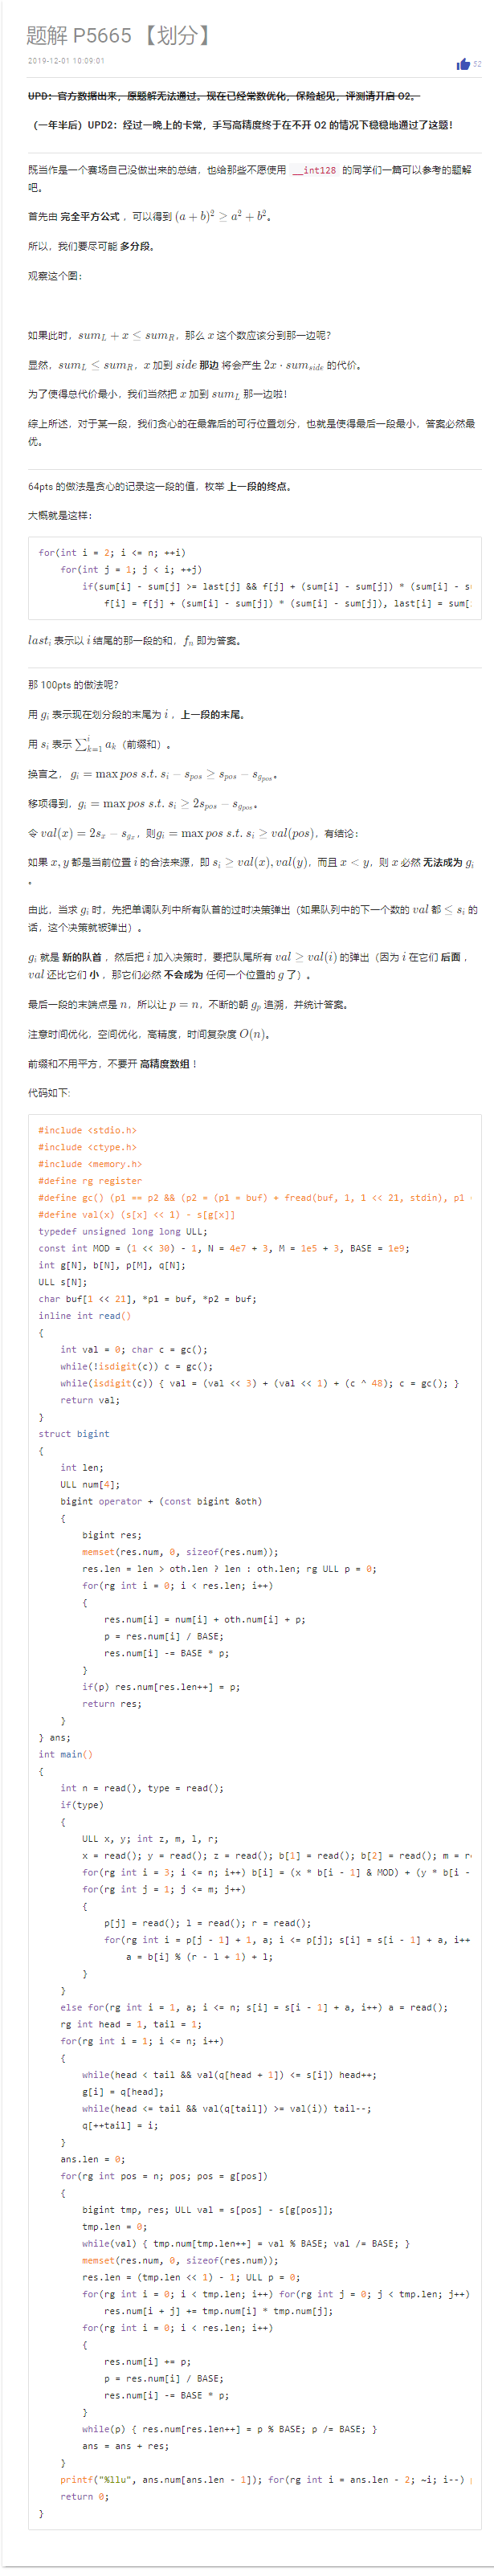 题解 P5665 【划分】
2019-12-01 10:09:01
52
UPD：官方数据出来，原题解无法通过。现在已经常数优化，保险起见，评测请开启 O2。
（一年半后）UPD2：经过一晚上的卡常，手写高精度终于在不开 O2 的情况下稳稳地通过了这题！
既当作是一个赛场自己没做出来的总结，也给那些不愿使用 __int128 的同学们一篇可以参考的题解
吧。
首先由 完全平方公式 ，可以得到 (a + b)² ≥ a² + b²。
所以，我们要尽可能 多分段。
观察这个图：
如果此时，sum_L + x ≤ sum_R，那么 x 这个数应该分到那一边呢？
显然，sum_L ≤ sum_R，x 加到 side 那边 将会产生 2x · sum_side 的代价。
为了使得总代价最小，我们当然把 x 加到 sum_L 那一边啦！
综上所述，对于某一段，我们贪心的在最靠后的可行位置划分，也就是使得最后一段最小，答案必然最
优。
64pts 的做法是贪心的记录这一段的值，枚举 上一段的终点。
大概就是这样：
for(int i = 2; i <= n; ++i)
for(int j = 1; j < i; ++j)
if(sum[i] - sum[j] >= last[j] && f[j] + (sum[i] - sum[j]) * (sum[i] - s
f[i] = f[j] + (sum[i] - sum[j]) * (sum[i] - sum[j]), last[i] = sum[
last_i 表示以 i 结尾的那一段的和，f_n 即为答案。
那 100pts 的做法呢？
用 g_i 表示现在划分段的末尾为 i ，上一段的末尾。
用 s_i 表示 ∑_{k=1}^{i} a_k（前缀和）。
换言之， g_i = max pos s.t. s_i − s_pos ≥ s_pos − s_{g_pos}。
移项得到，g_i = max pos s.t. s_i ≥ 2s_pos − s_{g_pos}。
令 val(x) = 2s_x − s_{g_x}，则g_i = max pos s.t. s_i ≥ val(pos)，有结论：
如果 x, y 都是当前位置 i 的合法来源，即 s_i ≥ val(x), val(y)，而且 x < y，则 x 必然 无法成为 g_i
。
由此，当求 g_i 时，先把单调队列中所有队首的过时决策弹出（如果队列中的下一个数的 val 都 ≤ s_i 的
话，这个决策就被弹出）。
g_i 就是 新的队首 ，然后把 i 加入决策时，要把队尾所有 val ≥ val(i) 的弹出（因为 i 在它们 后面 ，
val 还比它们 小 ，那它们必然 不会成为 任何一个位置的 g 了）。
最后一段的末端点是 n，所以让 p = n，不断的朝 g_p 追溯，并统计答案。
注意时间优化，空间优化，高精度，时间复杂度 O(n)。
前缀和不用平方，不要开 高精度数组 ！
代码如下:
#include <stdio.h>
#include <ctype.h>
#include <memory.h>
#define rg register
#define gc() (p1 == p2 && (p2 = (p1 = buf) + fread(buf, 1, 1 << 21, stdin), p1
#define val(x) (s[x] << 1) - s[g[x]]
typedef unsigned long long ULL;
const int MOD = (1 << 30) - 1, N = 4e7 + 3, M = 1e5 + 3, BASE = 1e9;
int g[N], b[N], p[M], q[N];
ULL s[N];
char buf[1 << 21], *p1 = buf, *p2 = buf;
inline int read()
{
int val = 0; char c = gc();
while(!isdigit(c)) c = gc();
while(isdigit(c)) { val = (val << 3) + (val << 1) + (c ^ 48); c = gc(); }
return val;
}
struct bigint
{
int len;
ULL num[4];
bigint operator + (const bigint &oth)
{
bigint res;
memset(res.num, 0, sizeof(res.num));
res.len = len > oth.len ? len : oth.len; rg ULL p = 0;
for(rg int i = 0; i < res.len; i++)
{
res.num[i] = num[i] + oth.num[i] + p;
p = res.num[i] / BASE;
res.num[i] -= BASE * p;
}
if(p) res.num[res.len++] = p;
return res;
}
} ans;
int main()
{
int n = read(), type = read();
if(type)
{
ULL x, y; int z, m, l, r;
x = read(); y = read(); z = read(); b[1] = read(); b[2] = read(); m = r
for(rg int i = 3; i <= n; i++) b[i] = (x * b[i - 1] & MOD) + (y * b[i -
for(rg int j = 1; j <= m; j++)
{
p[j] = read(); l = read(); r = read();
for(rg int i = p[j - 1] + 1, a; i <= p[j]; s[i] = s[i - 1] + a, i++
a = b[i] % (r - l + 1) + l;
}
}
else for(rg int i = 1, a; i <= n; s[i] = s[i - 1] + a, i++) a = read();
rg int head = 1, tail = 1;
for(rg int i = 1; i <= n; i++)
{
while(head < tail && val(q[head + 1]) <= s[i]) head++;
g[i] = q[head];
while(head <= tail && val(q[tail]) >= val(i)) tail--;
q[++tail] = i;
}
ans.len = 0;
for(rg int pos = n; pos; pos = g[pos])
{
bigint tmp, res; ULL val = s[pos] - s[g[pos]];
tmp.len = 0;
while(val) { tmp.num[tmp.len++] = val % BASE; val /= BASE; }
memset(res.num, 0, sizeof(res.num));
res.len = (tmp.len << 1) - 1; ULL p = 0;
for(rg int i = 0; i < tmp.len; i++) for(rg int j = 0; j < tmp.len; j++)
res.num[i + j] += tmp.num[i] * tmp.num[j];
for(rg int i = 0; i < res.len; i++)
{
res.num[i] += p;
p = res.num[i] / BASE;
res.num[i] -= BASE * p;
}
while(p) { res.num[res.len++] = p % BASE; p /= BASE; }
ans = ans + res;
}
printf("%llu", ans.num[ans.len - 1]); for(rg int i = ans.len - 2; ~i; i--)
return 0;
}